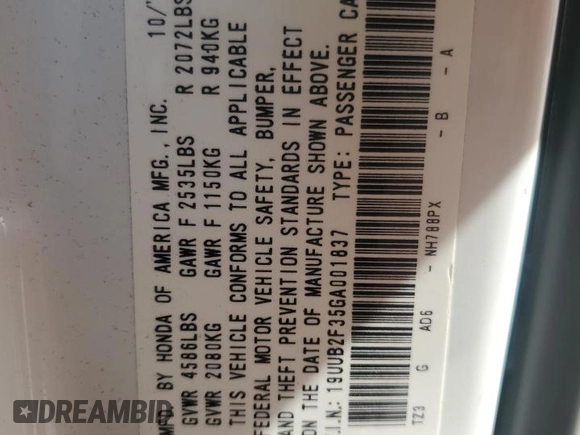 MFD BY HONDA OF AMERICA MFG., INC. 10/
GVWR 4586LBS GAWR F 2535LBS R 2072LBS
GVWR 2080KG GAWR F 1150KG R 940KG
THIS VEHICLE CONFORMS TO ALL APPLICABLE
FEDERAL MOTOR VEHICLE SAFETY, BUMPER,
AND THEFT PREVENTION STANDARDS IN EFFECT
ON THE DATE OF MANUFACTURE SHOWN ABOVE.
V.I.N.: 19UUB2F35GA001837 TYPE: PASSENGER CA
TZ3 G AD6 - NH788PX - B - A
DREAMBID